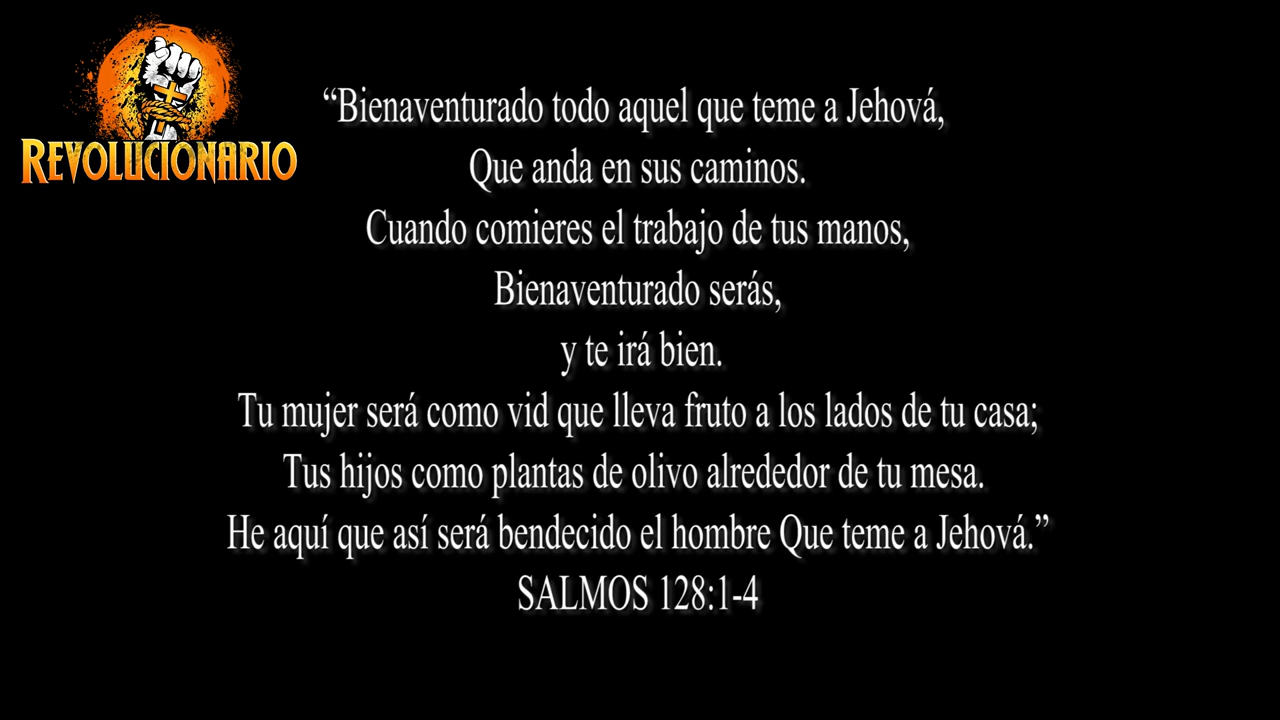 REVOLUCIONARIO
“Bienaventurado todo aquel que teme a Jehová,
Que anda en sus caminos.
Cuando comieres el trabajo de tus manos,
Bienaventurado serás,
y te irá bien.
Tu mujer será como vid que lleva fruto a los lados de tu casa;
Tus hijos como plantas de olivo alrededor de tu mesa.
He aquí que así será bendecido el hombre Que teme a Jehová.”
SALMOS 128:1-4